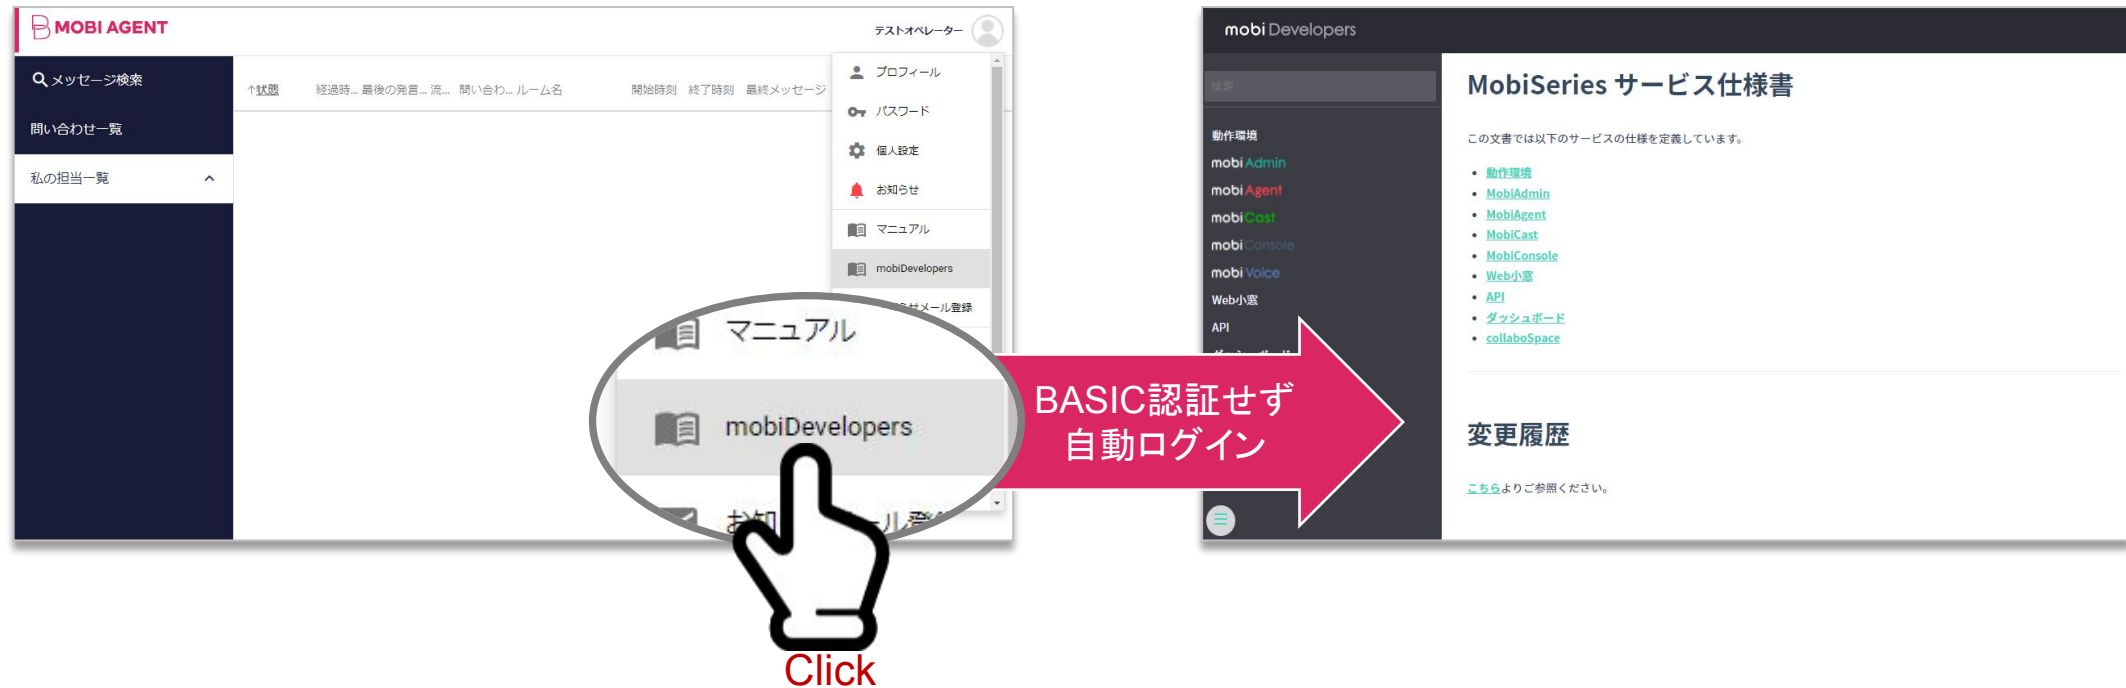 MOBI AGENT
テストオペレーター
メッセージ検索
問い合わせ一覧
私の担当一覧
↑状態 経過時... 最後の発言... 流... 問い合わ... ルーム名 開始時刻 終了時刻 最終メッセージ
プロフィール
パスワード
個人設定
お知らせ
マニュアル
mobiDevelopers
せメール登録
マニュアル
mobiDevelopers
お知
ール登
Click
BASIC認証せず
自動ログイン
mobi Developers
検索
動作環境
mobi Admin
mobi Agent
mobi Cast
mobi Console
mobi Voice
Web小窓
API
MobiSeries サービス仕様書
この文書では以下のサービスの仕様を定義しています。
動作環境
MobiAdmin
MobiAgent
MobiCast
MobiConsole
Web小窓
API
ダッシュボード
collaboSpace
変更履歴
こちらよりご参照ください。